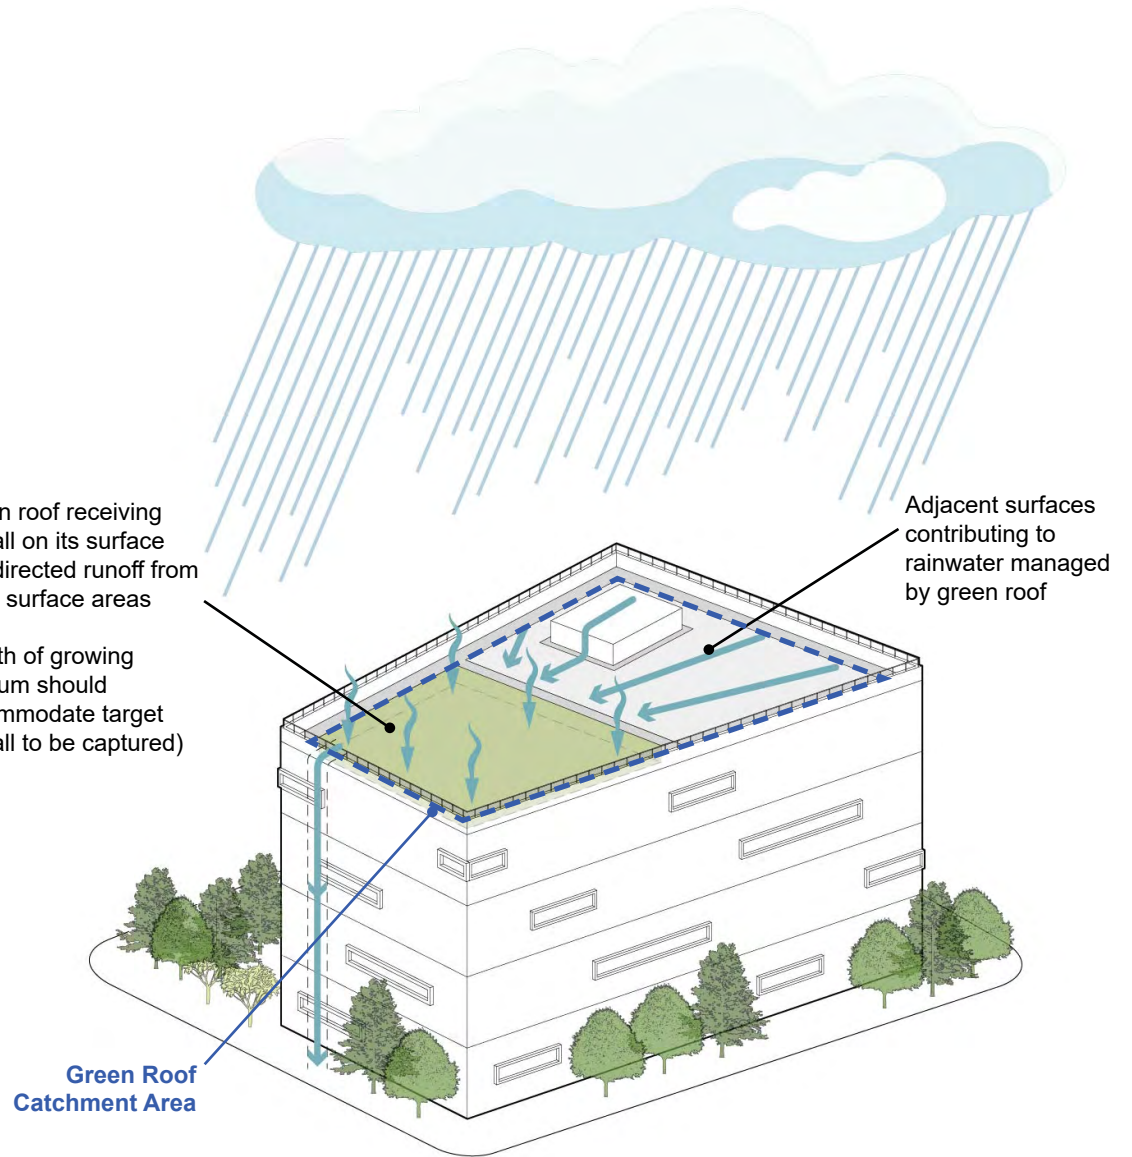 n roof receiving
all on its surface
directed runoff from
surface areas
th of growing
um should
mmodate target
all to be captured)
Adjacent surfaces
contributing to
rainwater managed
by green roof
Green Roof
Catchment Area